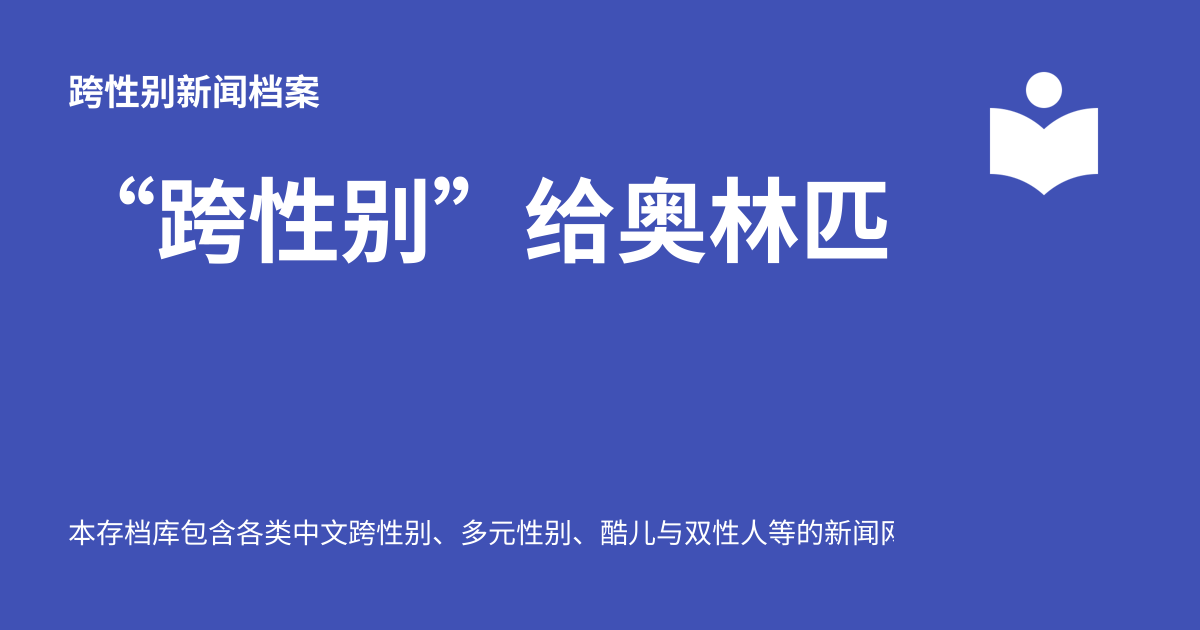 跨性别新闻档案
“跨性别”给奥林匹
本存档库包含各类中文跨性别、多元性别、酷儿与双性人等的新闻网